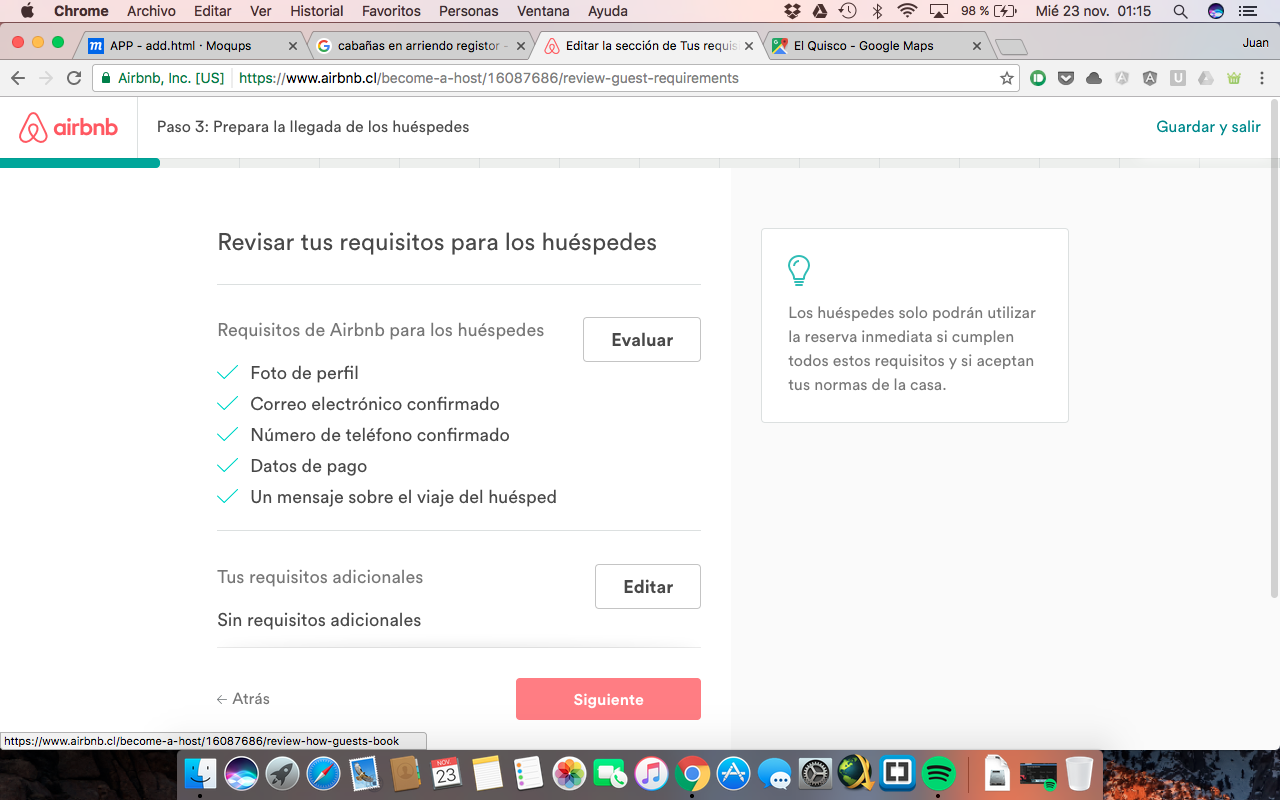 Chrome Archivo Editar Ver Historial Favoritos Personas Ventana Ayuda 98 % Mié 23 nov. 01:15
APP - add.html · Moqups
cabañas en arriendo registor -
Editar la sección de Tus requis
El Quisco - Google Maps
Juan
Airbnb, Inc. [US] https://www.airbnb.cl/become-a-host/16087686/review-guest-requirements
airbnb
Paso 3: Prepara la llegada de los huéspedes
Guardar y salir
Revisar tus requisitos para los huéspedes
Requisitos de Airbnb para los huéspedes
Evaluar
Foto de perfil
Correo electrónico confirmado
Número de teléfono confirmado
Datos de pago
Un mensaje sobre el viaje del huésped
Tus requisitos adicionales
Editar
Sin requisitos adicionales
← Atrás
Siguiente
Los huéspedes solo podrán utilizar
la reserva inmediata si cumplen
todos estos requisitos y si aceptan
tus normas de la casa.
https://www.airbnb.cl/become-a-host/16087686/review-how-guests-book
NOV
23